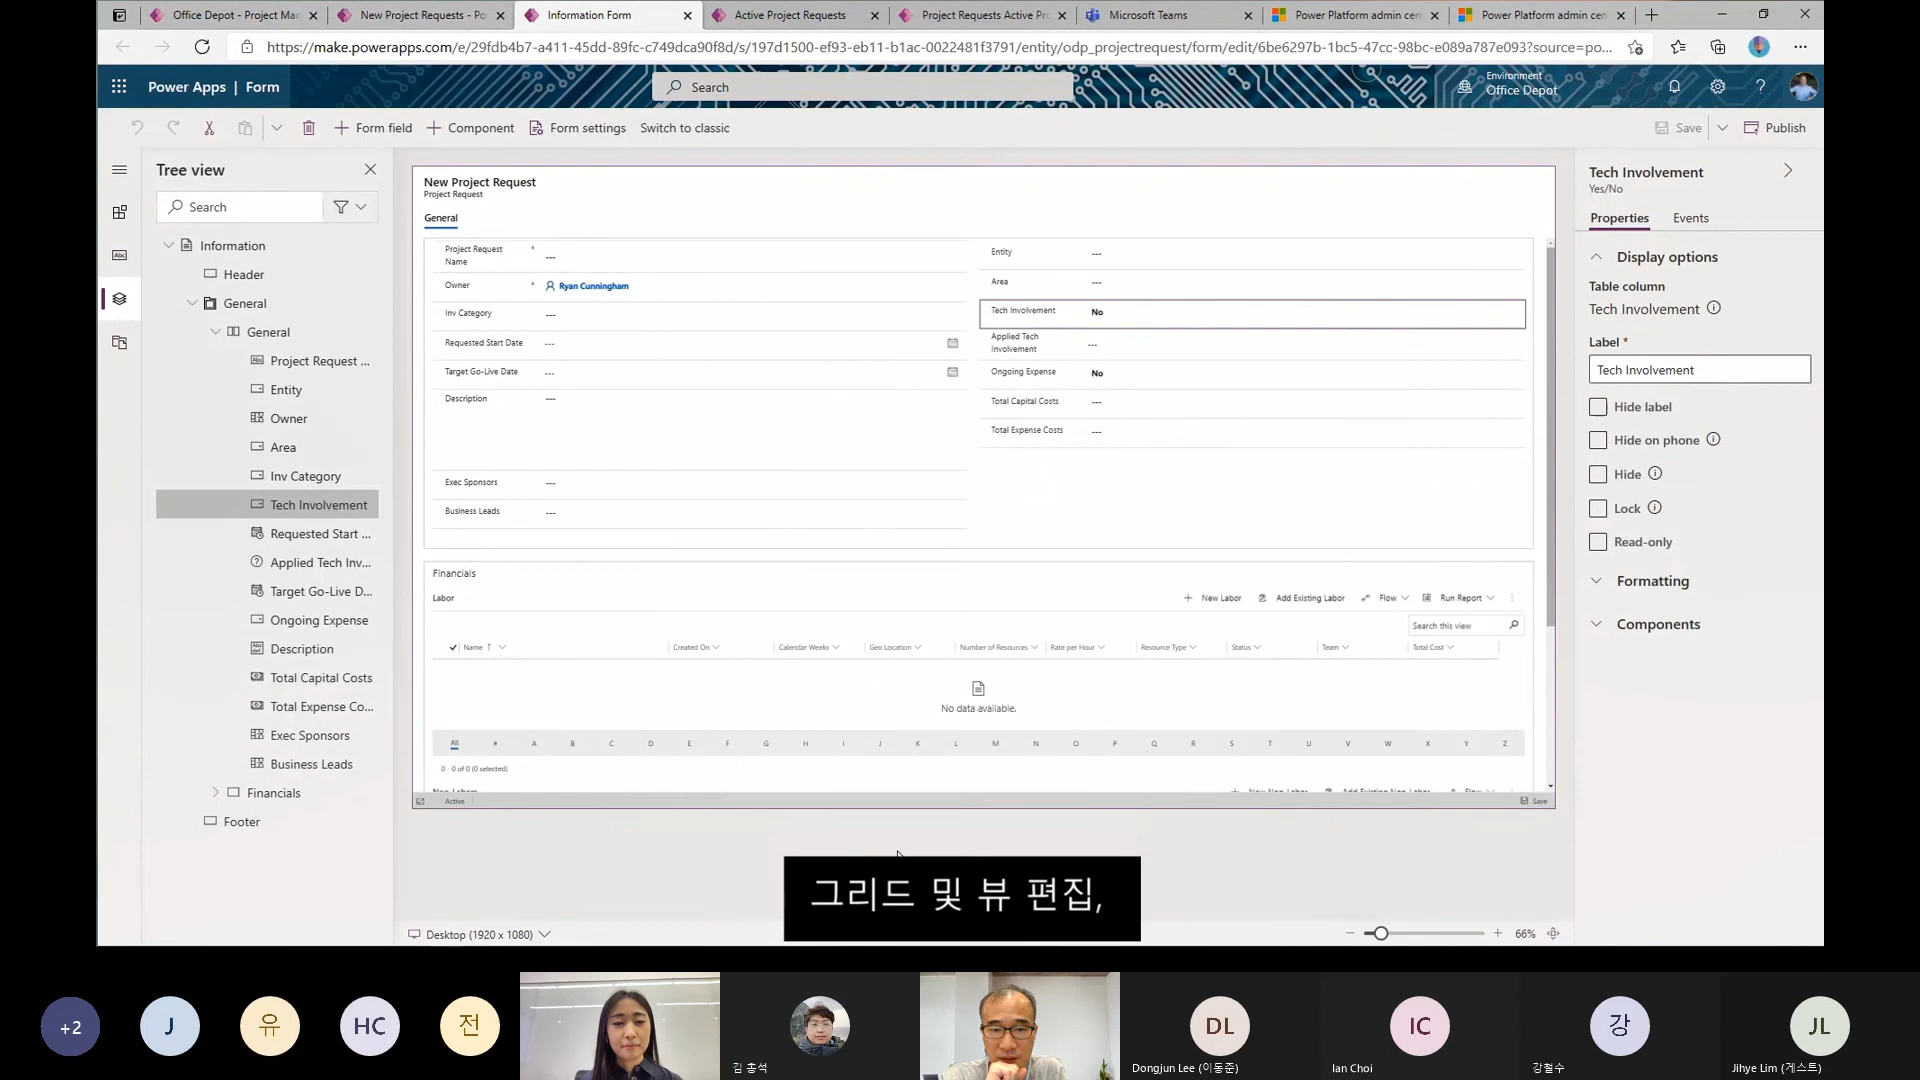 Office Depot - Project Mar
New Project Requests - Po
Information Form
Active Project Requests
Project Requests Active Pro
Microsoft Teams
Power Platform admin cen
Power Platform admin cen
https://make.powerapps.com/e/29fdb4b7-a411-45dd-89fc-c749dca90f8d/s/197d1500-ef93-eb11-b1ac-0022481f3791/entity/odp_projectrequest/form/edit/6be6297b-1bc5-47cc-98bc-e089a787e093?source=po...
Power Apps | Form
Search
Environment
Office Depot
Form field
Component
Form settings
Switch to classic
Save
Publish
Tree view
Search
Information
Header
General
General
Project Request ...
Entity
Owner
Area
Inv Category
Tech Involvement
Requested Start ...
Applied Tech Inv...
Target Go-Live D...
Ongoing Expense
Description
Total Capital Costs
Total Expense Co...
Exec Sponsors
Business Leads
Financials
Footer
New Project Request
Project Request
General
Project Request
Name
* ---
Owner * Ryan Cunningham
Inv Category ---
Requested Start Date ---
Target Go-Live Date ---
Description ---
Exec Sponsors ---
Business Leads ---
Entity ---
Area ---
Tech Involvement No
Applied Tech
Involvement
---
Ongoing Expense No
Total Capital Costs ---
Total Expense Costs ---
Financials
Labor
New Labor
Add Existing Labor
Flow
Run Report
Search this view
Name
Created On
Calendar Weeks
Geo Location
Number of Resources
Rate per Hour
Resource Type
Status
Team
Total Cost
No data available.
All # A B C D E F G H I J K L M N O P Q R S T U V W X Y Z
0 - 0 of 0 (0 selected)
Active
Save
Tech Involvement
Yes/No
Properties
Events
Display options
Table column
Tech Involvement
Label *
Tech Involvement
Hide label
Hide on phone
Hide
Lock
Read-only
Formatting
Components
그리드 및 뷰 편집,
Desktop (1920 x 1080)
66%
+2
J
유
HC
전
김 홍석
DL
Dongjun Lee (이동준)
IC
Ian Choi
강
강철수
JL
Jihye Lim (게스트)